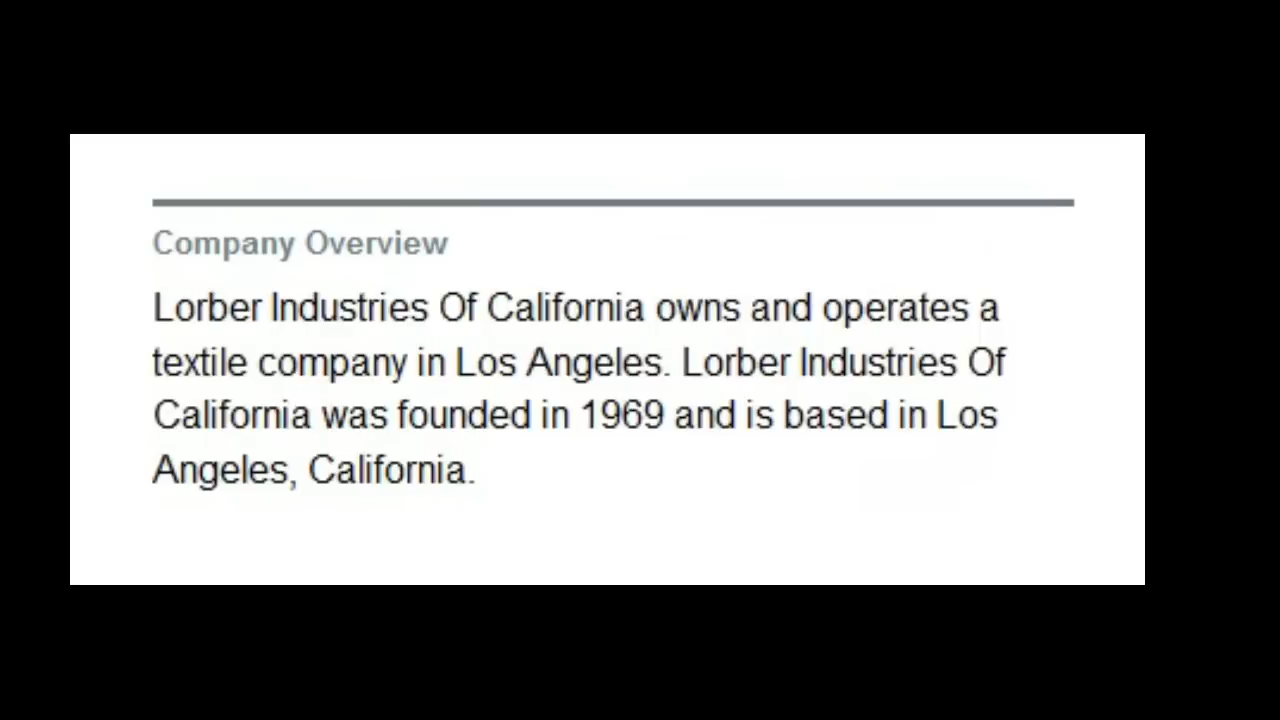 Company Overview
Lorber Industries Of California owns and operates a
textile company in Los Angeles. Lorber Industries Of
California was founded in 1969 and is based in Los
Angeles, California.